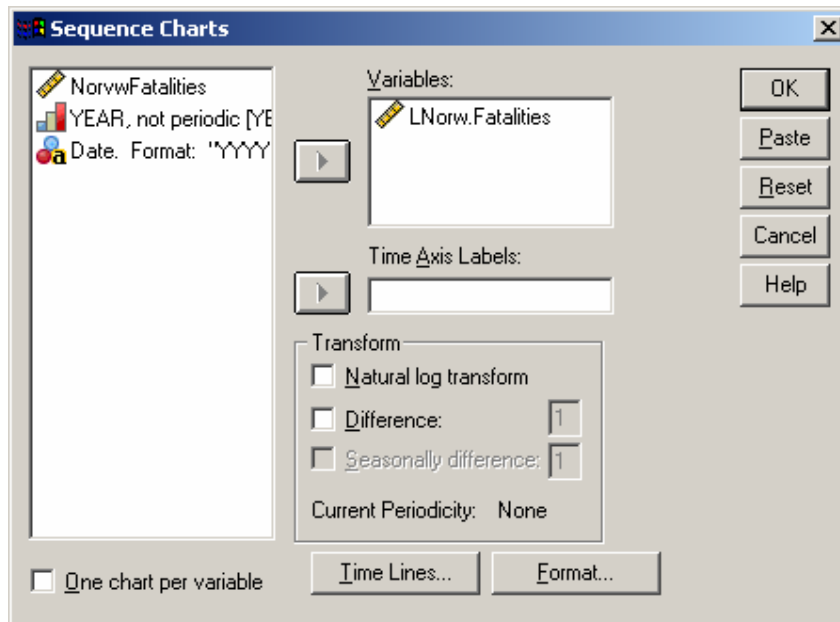 Sequence Charts
NorvwFatalities
YEAR, not periodic [YE
Date. Format: "YYYY
Variables:
LNorw.Fatalities
Time Axis Labels:
Transform
Natural log transform
Difference:
1
Seasonally difference:
1
Current Periodicity: None
One chart per variable
Time Lines...
Format...
OK
Paste
Reset
Cancel
Help